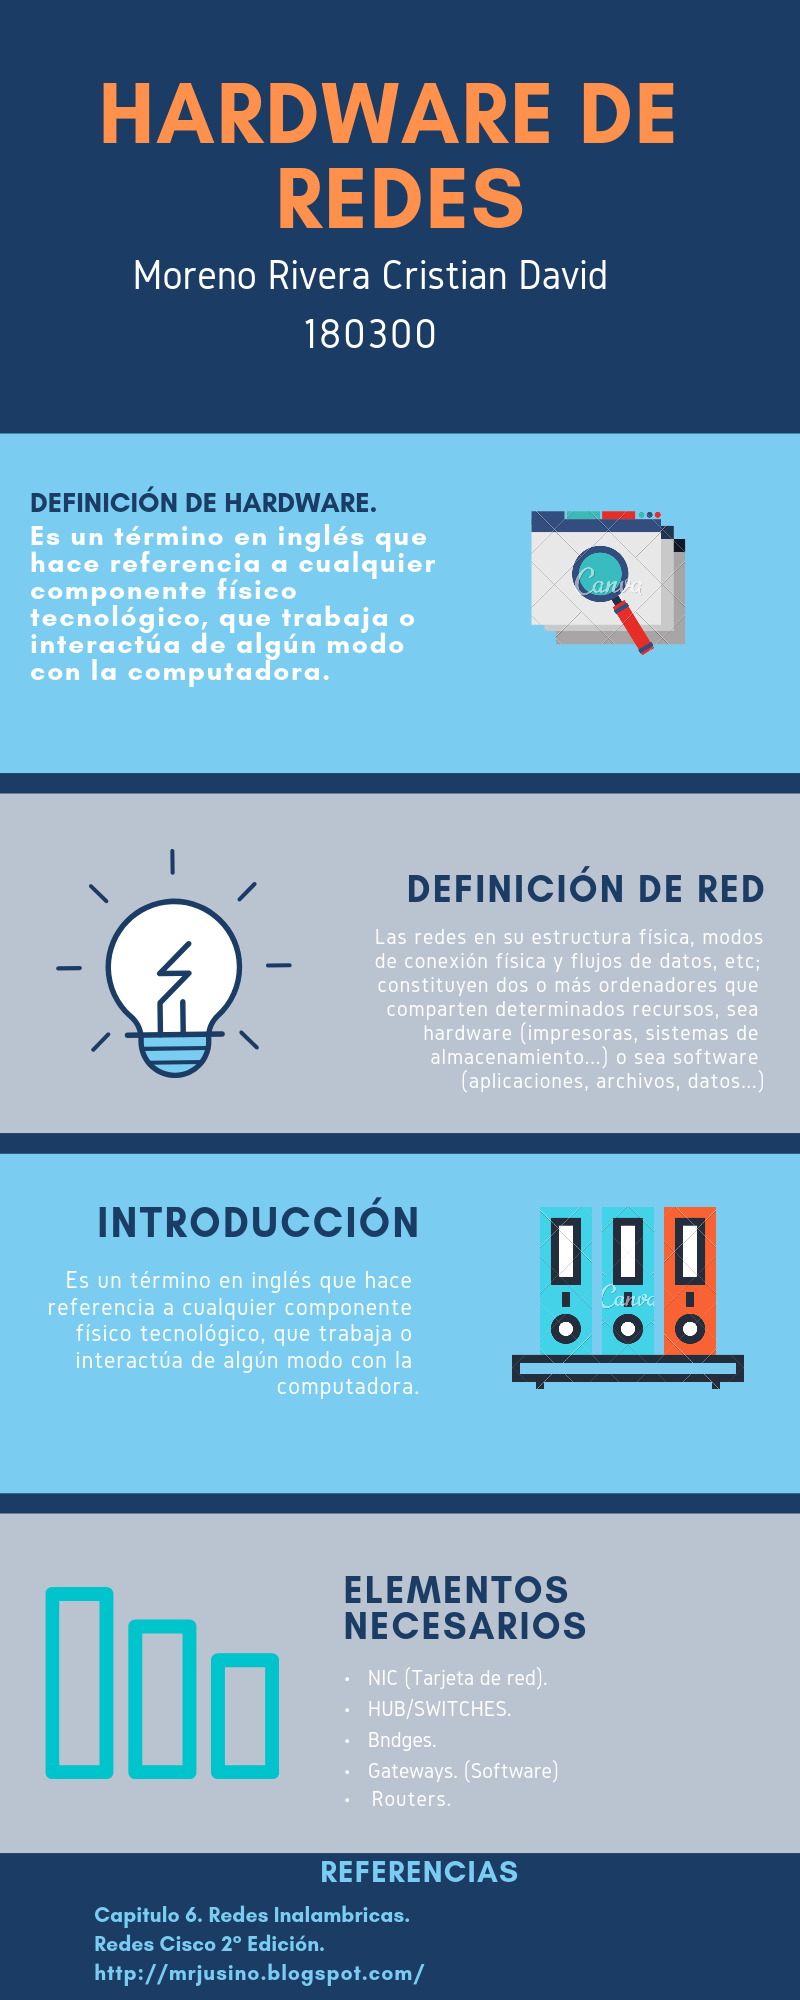 HARDWARE DE
REDES
Moreno Rivera Cristian David
180300
DEFINICIÓN DE HARDWARE.
Es un término en inglés que
hace referencia a cualquier
componente físico
tecnológico, que trabaja o
interactúa de algún modo
con la computadora.
Canva
DEFINICIÓN DE RED
Las redes en su estructura física, modos
de conexión física y flujos de datos, etc;
constituyen dos o más ordenadores que
comparten determinados recursos, sea
hardware (impresoras, sistemas de
almacenamiento...) o sea software
(aplicaciones, archivos, datos...)
INTRODUCCIÓN
Es un término en inglés que hace
referencia a cualquier componente
físico tecnológico, que trabaja o
interactúa de algún modo con la
computadora.
Canva
ELEMENTOS
NECESARIOS
• NIC (Tarjeta de red).
• HUB/SWITCHES.
• Bndges.
• Gateways. (Software)
• Routers.
REFERENCIAS
Capitulo 6. Redes Inalambricas.
Redes Cisco 2º Edición.
http://mrjusino.blogspot.com/